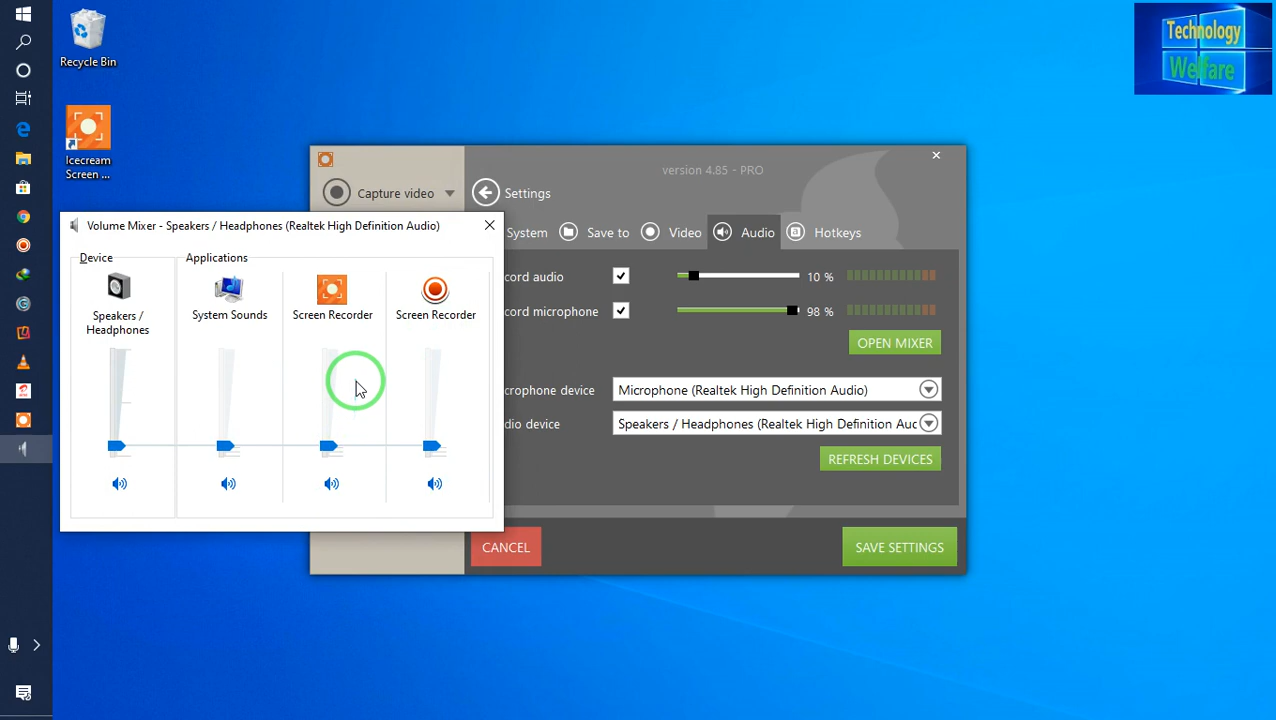 Recycle Bin
Technology
Welfare
Icecream
Screen ...
version 4.85 - PRO
Capture video
Settings
System
Save to
Video
Audio
Hotkeys
Volume Mixer - Speakers / Headphones (Realtek High Definition Audio)
Device
Applications
Speakers /
Headphones
System Sounds
Screen Recorder
Screen Recorder
cord audio
10 %
cord microphone
98 %
OPEN MIXER
crophone device
Microphone (Realtek High Definition Audio)
dio device
Speakers / Headphones (Realtek High Definition Auc
REFRESH DEVICES
CANCEL
SAVE SETTINGS